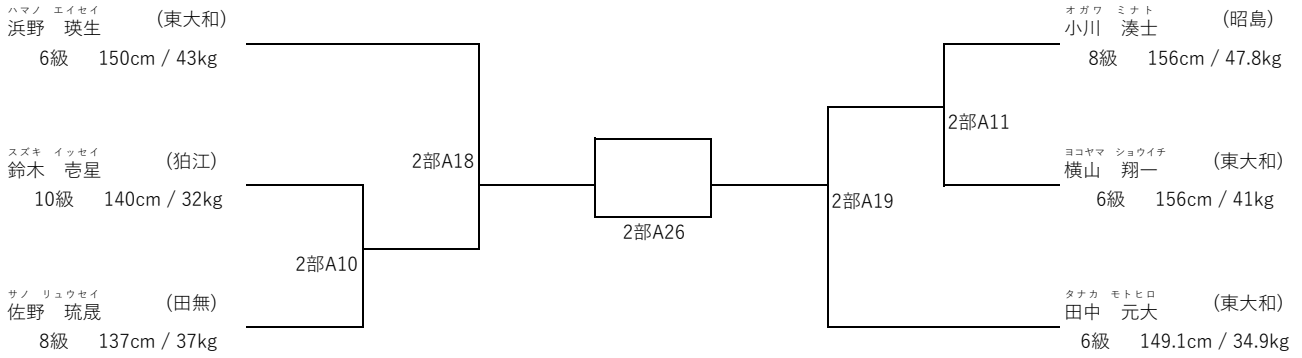 ハマノ エイセイ
浜野 瑛生 (東大和)
6級 150cm / 43kg
スズキ イッセイ
鈴木 壱星 (狛江)
10級 140cm / 32kg
サノ リュウセイ
佐野 琉晟 (田無)
8級 137cm / 37kg
2部A10
2部A18
2部A26
オガワ ミナト
小川 湊士 (昭島)
8級 156cm / 47.8kg
2部A11
ヨコヤマ ショウイチ
横山 翔一 (東大和)
6級 156cm / 41kg
2部A19
タナカ モトヒロ
田中 元大 (東大和)
6級 149.1cm / 34.9kg